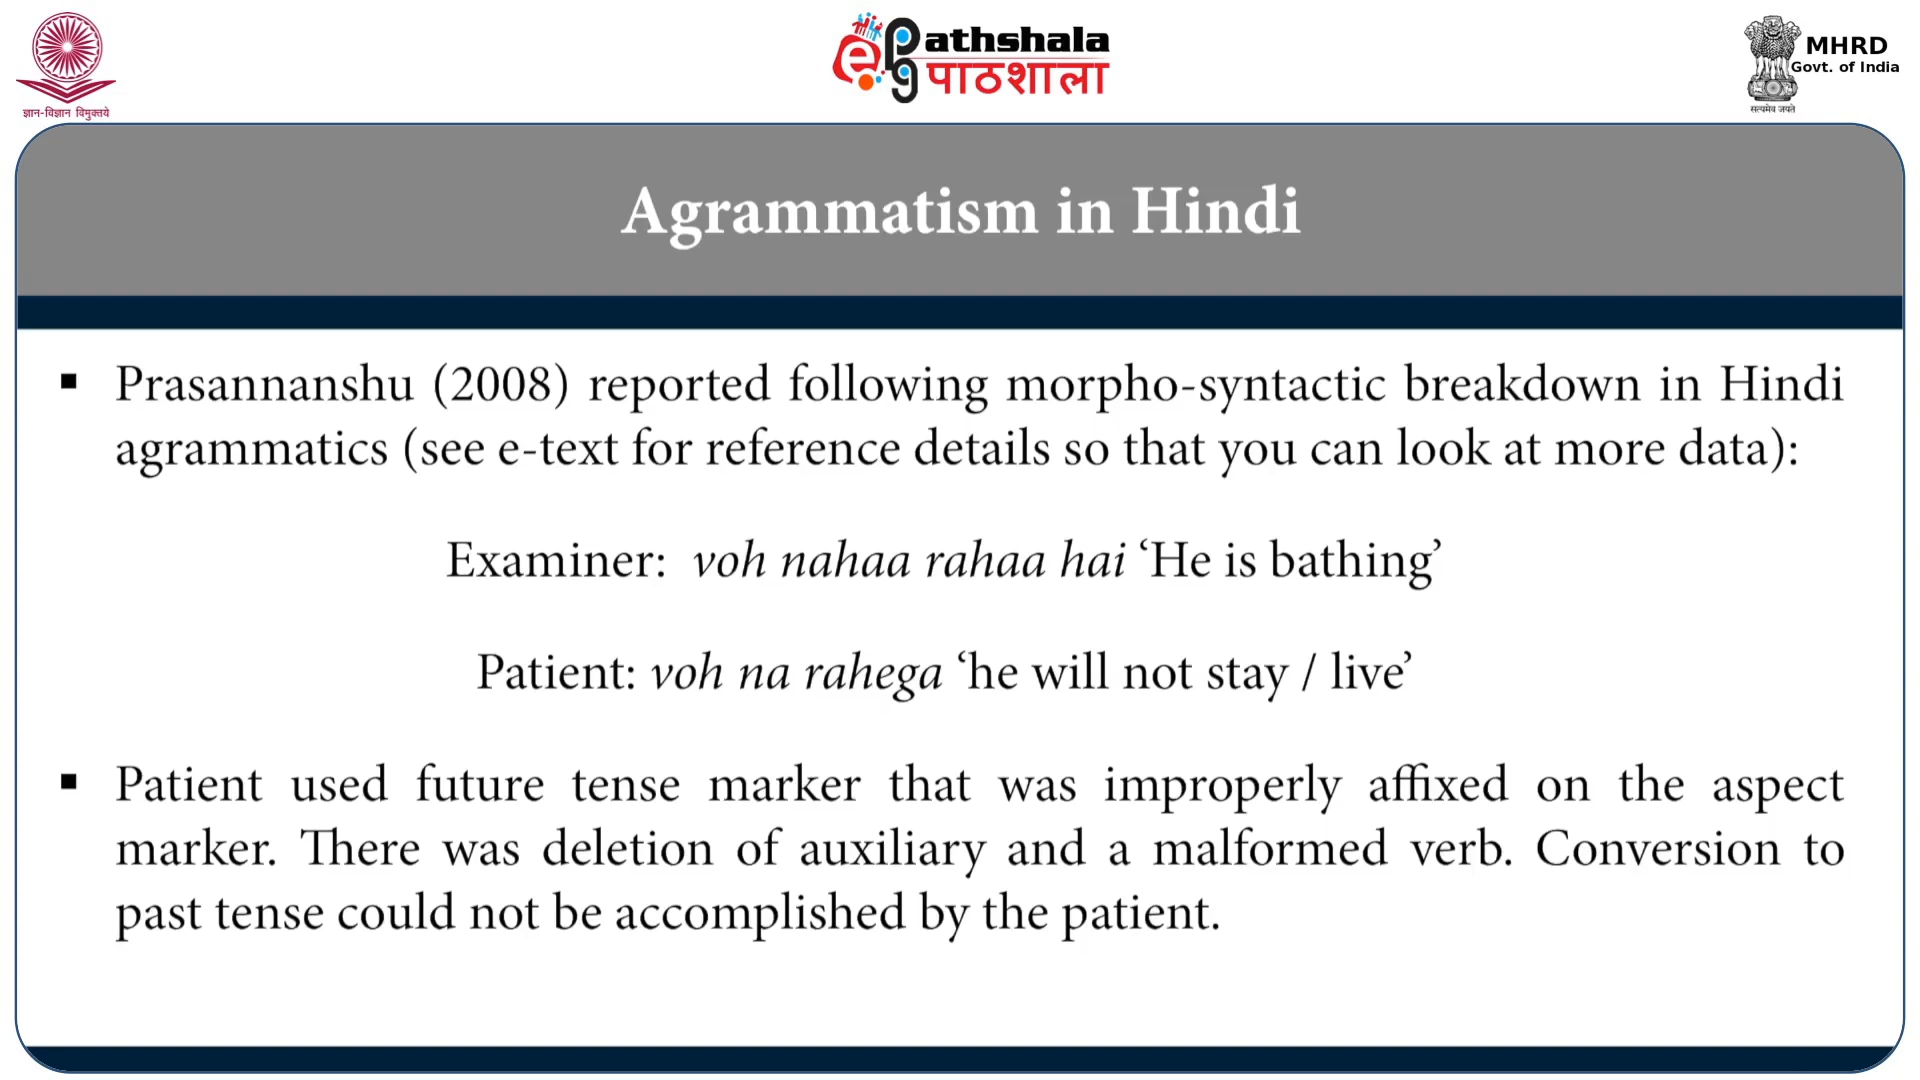 ज्ञान-विज्ञान विमुक्तये
ePathshala
पाठशाला
MHRD
Govt. of India
सत्यमेव जयते
Agrammatism in Hindi
▪ Prasannanshu (2008) reported following morpho-syntactic breakdown in Hindi
agrammatics (see e-text for reference details so that you can look at more data):
Examiner: voh nahaa rahaa hai ‘He is bathing’
Patient: voh na rahega ‘he will not stay / live’
▪ Patient used future tense marker that was improperly affixed on the aspect
marker. There was deletion of auxiliary and a malformed verb. Conversion to
past tense could not be accomplished by the patient.